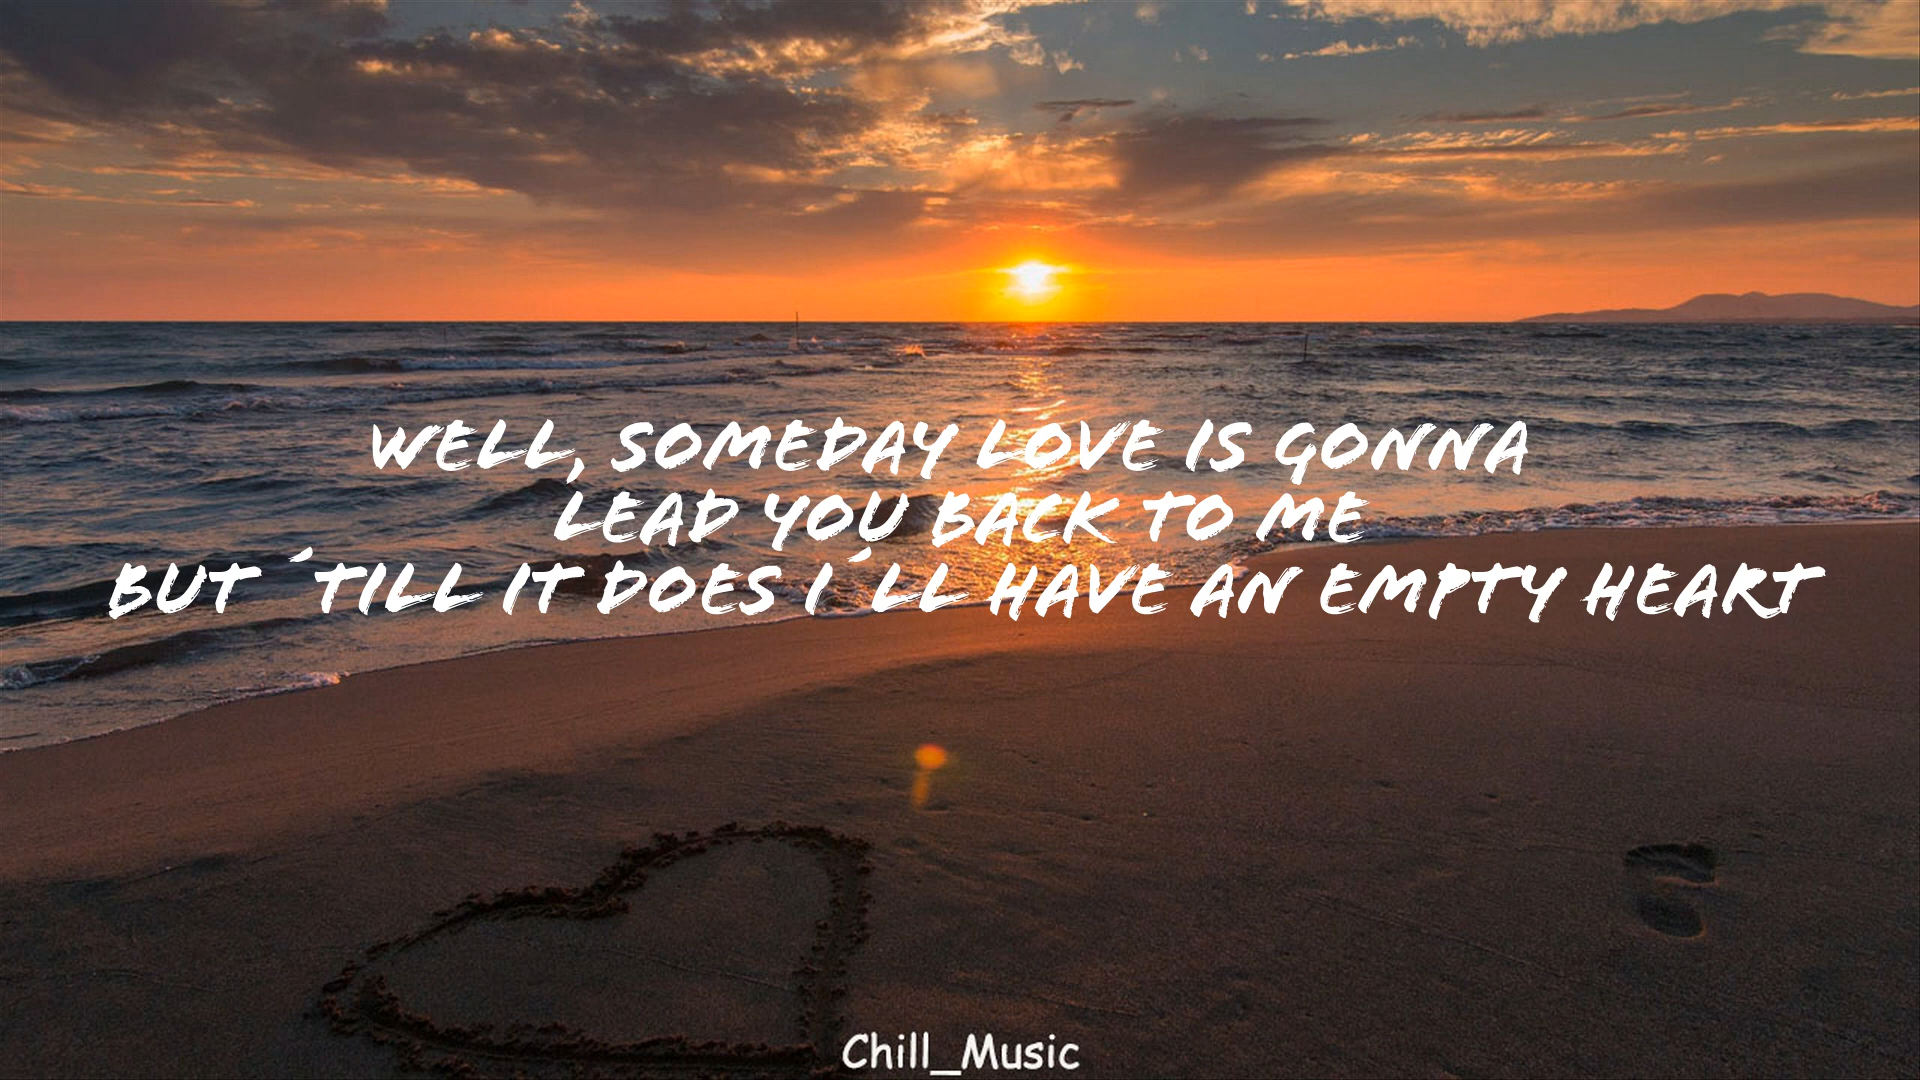 WELL, SOMEDAY LOVE IS GONNA
LEAD YOU BACK TO ME
BUT ´TILL IT DOES I´LL HAVE AN EMPTY HEART
Chill_Music